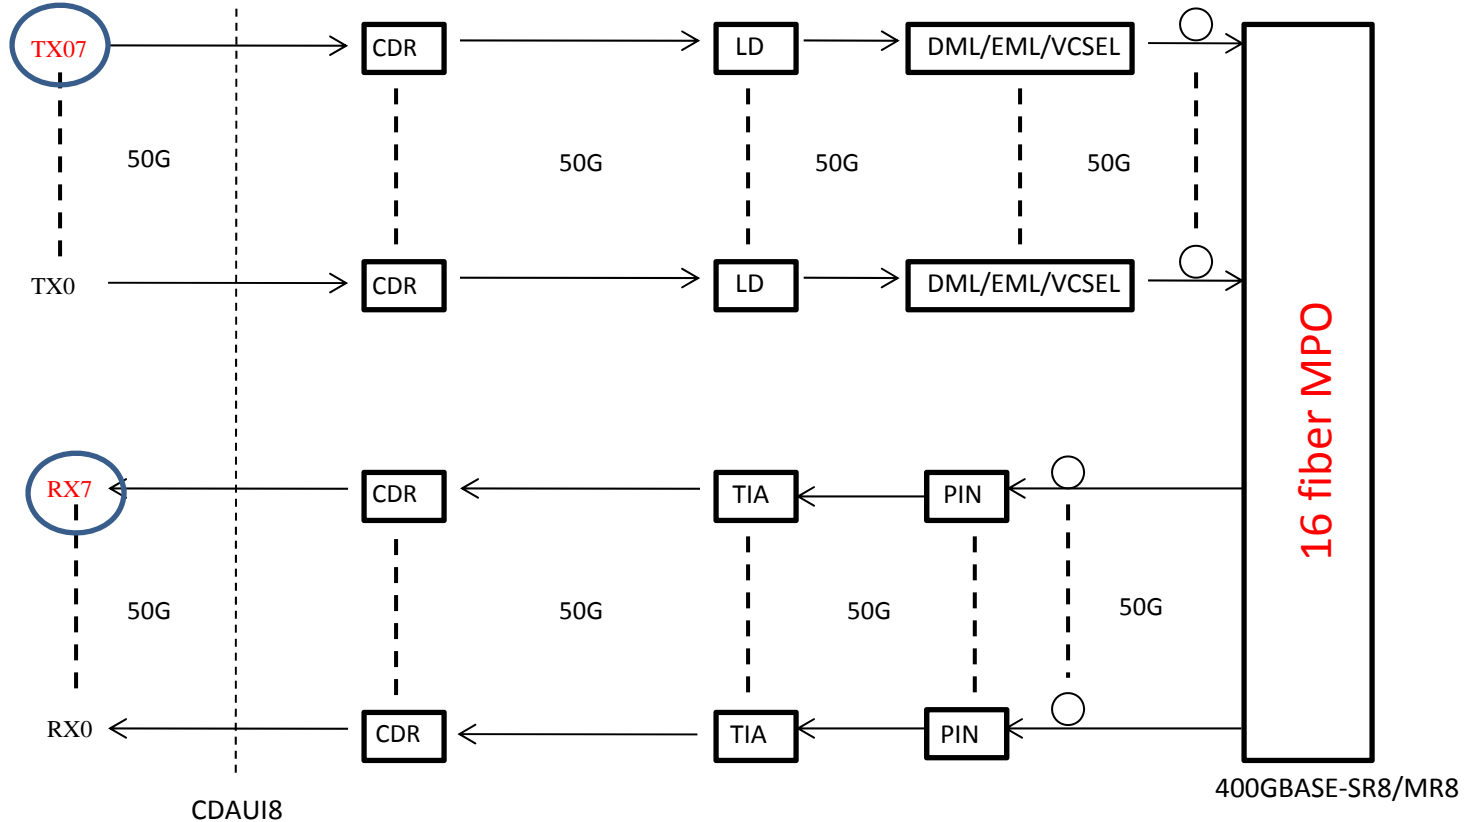 TX07
CDR
LD
DML/EML/VCSEL
50G
50G
50G
50G
TX0
CDR
LD
DML/EML/VCSEL
16 fiber MPO
RX7
CDR
TIA
PIN
50G
50G
50G
50G
RX0
CDR
TIA
PIN
CDAUI8
400GBASE-SR8/MR8